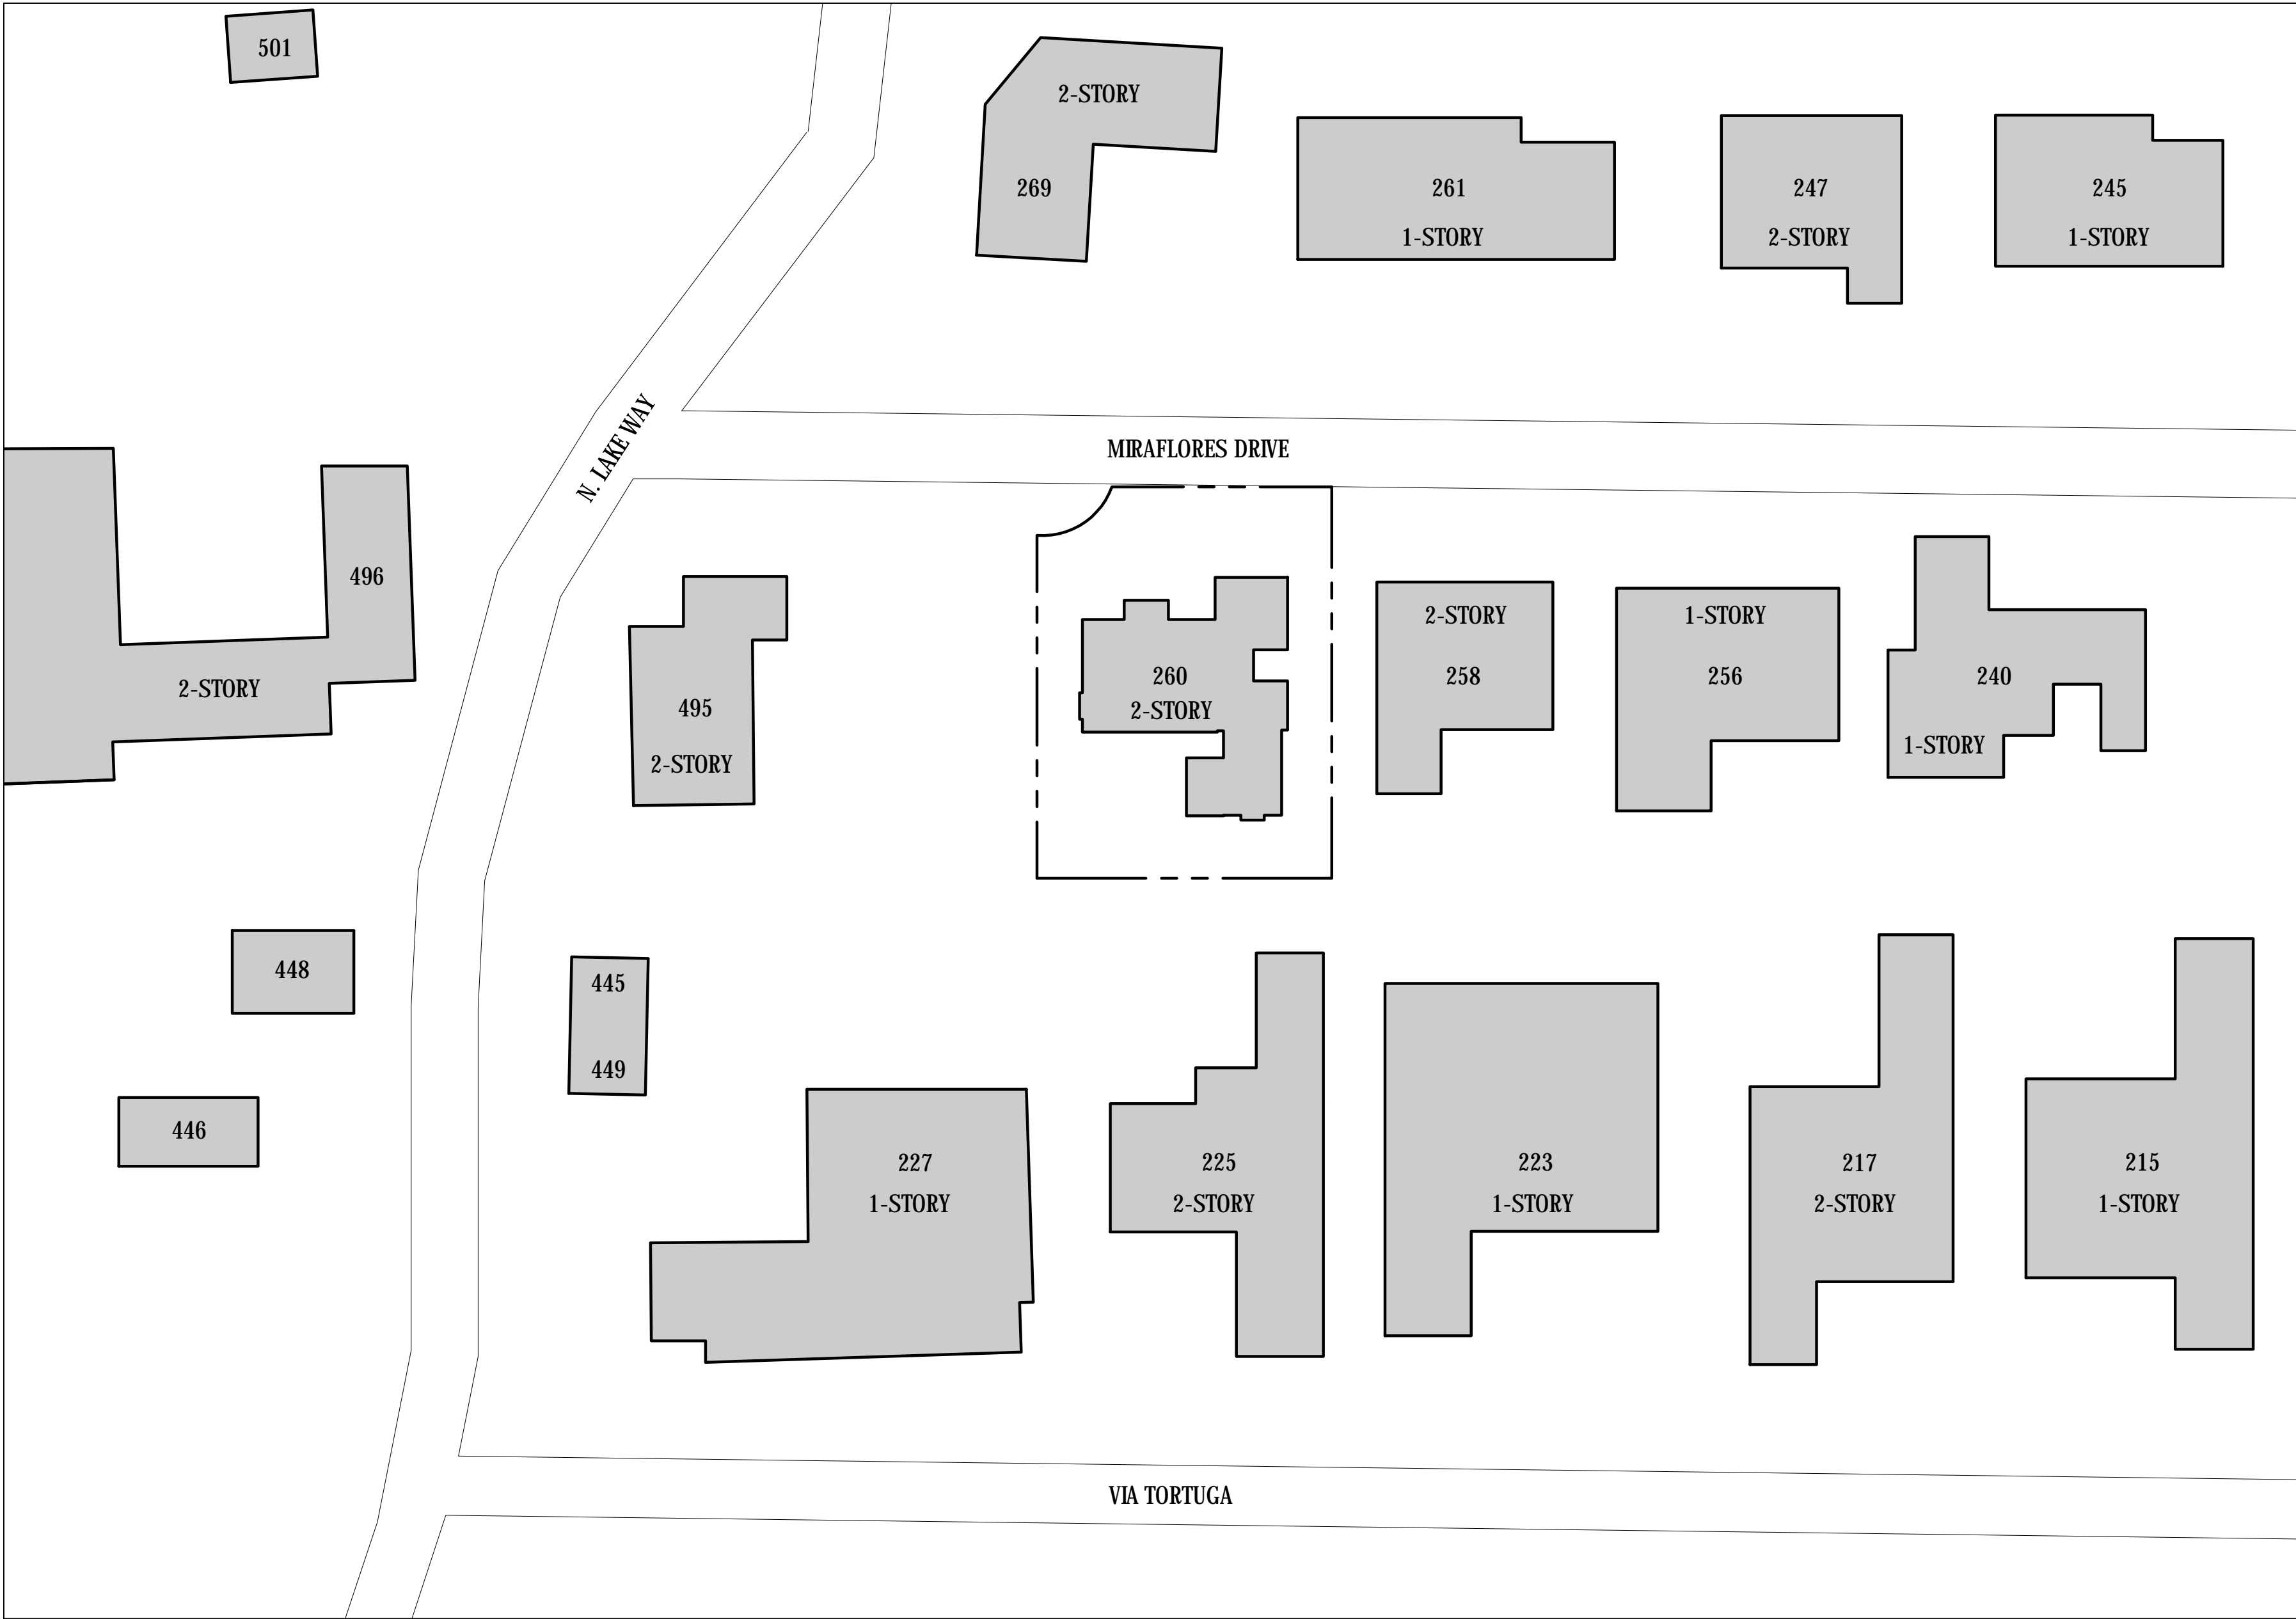 501
2-STORY
269
261
1-STORY
247
2-STORY
245
1-STORY
N. LAKE WAY
MIRAFLORES DRIVE
496
2-STORY
495
2-STORY
260
2-STORY
2-STORY
258
1-STORY
256
240
1-STORY
448
446
445
449
227
1-STORY
225
2-STORY
223
1-STORY
217
2-STORY
215
1-STORY
VIA TORTUGA